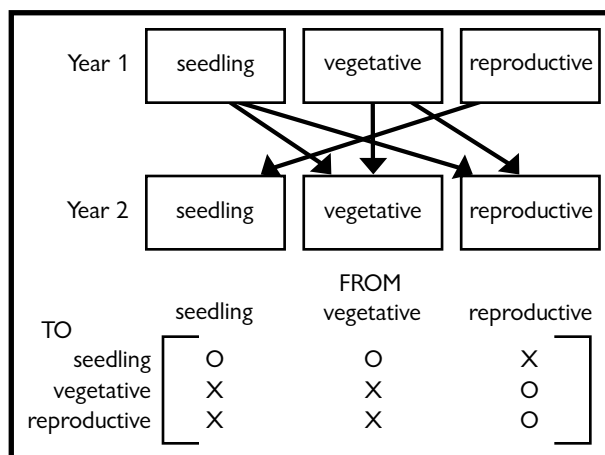 Year 1 seedling vegetative reproductive
Year 2 seedling vegetative reproductive
FROM
seedling vegetative reproductive
TO
seedling O O X
vegetative X X O
reproductive X X O